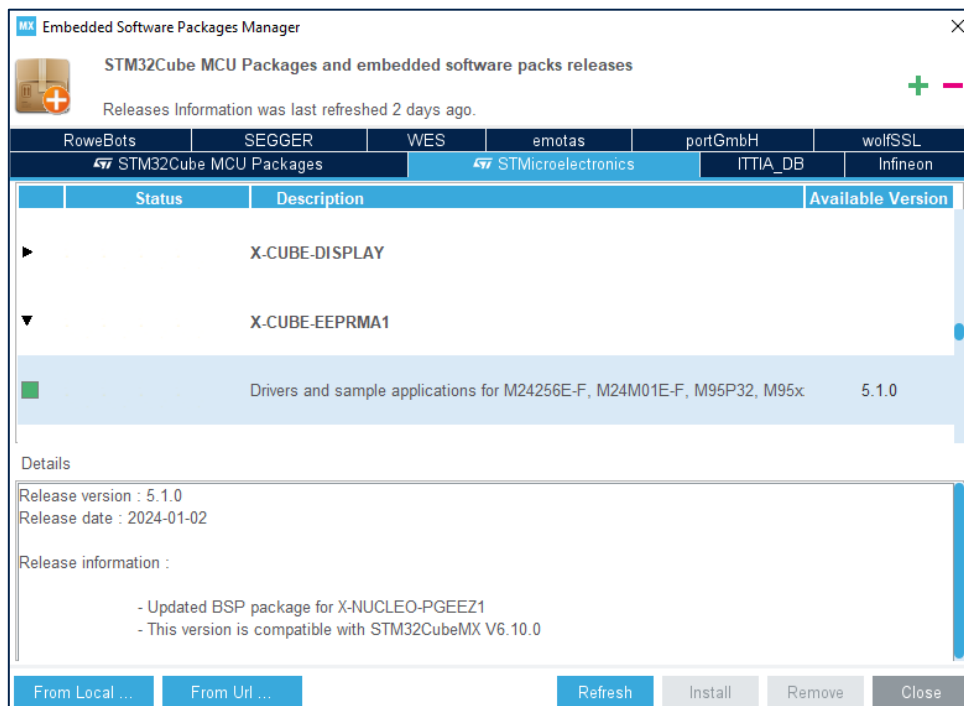 MX Embedded Software Packages Manager
STM32Cube MCU Packages and embedded software packs releases
Releases Information was last refreshed 2 days ago.
RoweBots SEGGER WES emotas portGmbH wolfSSL
STM32Cube MCU Packages STMicroelectronics ITTIA_DB Infineon
Status Description Available Version
X-CUBE-DISPLAY
X-CUBE-EEPRMA1
Drivers and sample applications for M24256E-F, M24M01E-F, M95P32, M95x 5.1.0
Details
Release version : 5.1.0
Release date : 2024-01-02
Release information :
- Updated BSP package for X-NUCLEO-PGEEZ1
- This version is compatible with STM32CubeMX V6.10.0
From Local ... From Url ... Refresh Install Remove Close